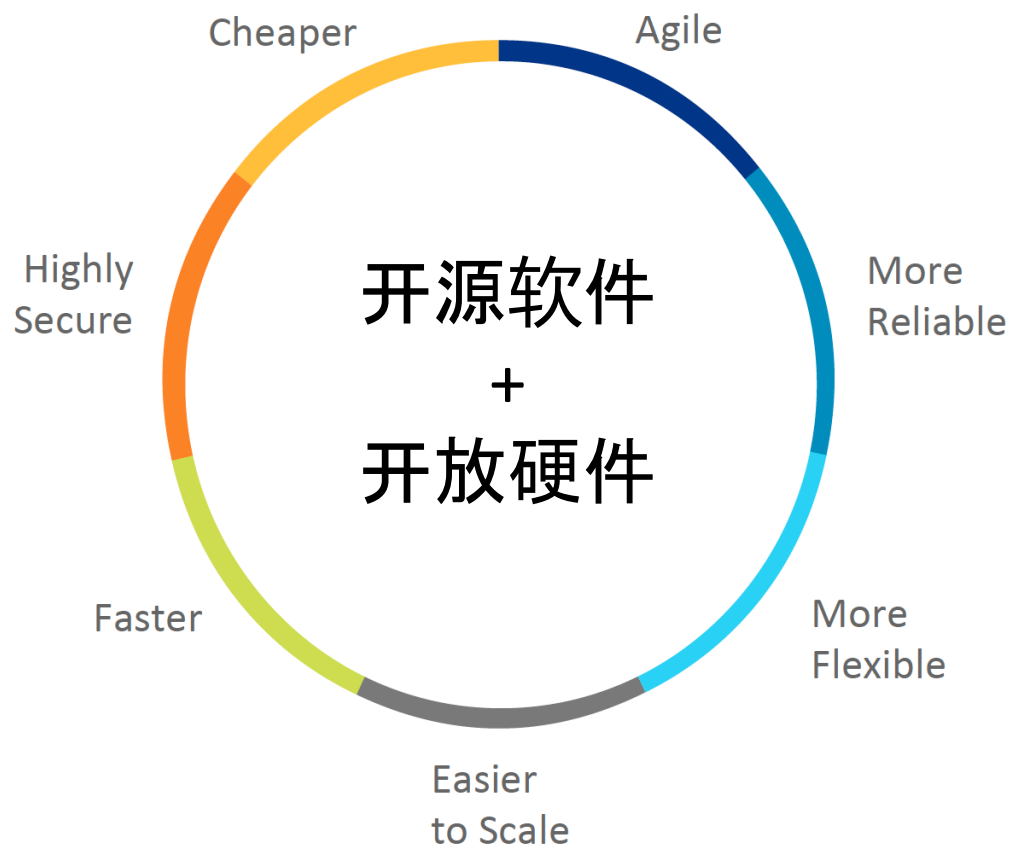 Cheaper
Agile
Highly
Secure
开源软件
+
开放硬件
More
Reliable
Faster
More
Flexible
Easier
to Scale